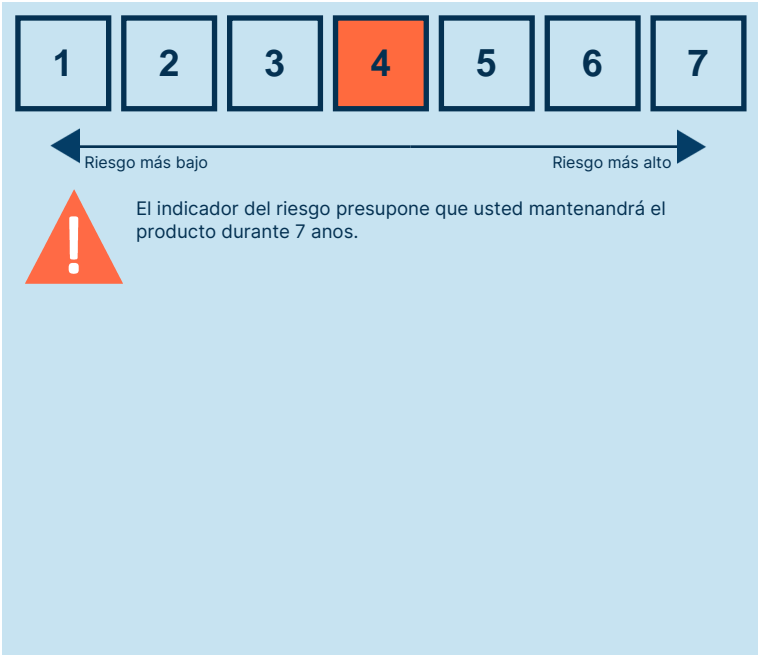 1 2 3 4 5 6 7
Riesgo más bajo Riesgo más alto
El indicador del riesgo presupone que usted mantenandrá el
producto durante 7 anos.